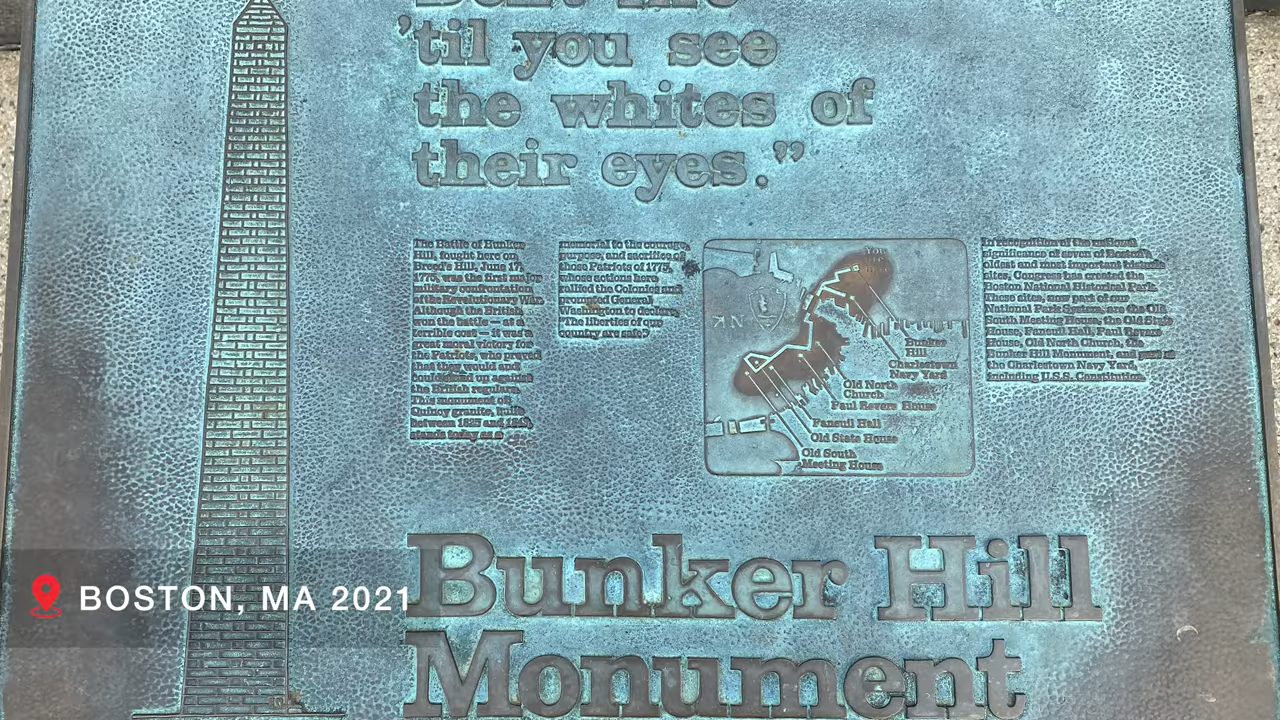 "Don't fire
'til you see
the whites of
their eyes."
The Battle of Bunker
Hill, fought here on
Breed's Hill, June 17,
1775, was the first major
military confrontation
of the Revolutionary War.
Although the British
won the battle — at a
terrible cost — it was a
great moral victory for
the Patriots, who proved
that they would and
could stand up against
the British regulars.
This monument of
Quincy granite, built
between 1825 and 1843,
stands today as a
memorial to the courage,
purpose, and sacrifice of
those Patriots of 1775,
whose actions here
rallied the Colonies and
prompted General
Washington to declare,
"The liberties of our
country are safe."
You
N
Bunker
Hill
Charlestown
Navy Yard
Old North
Church
Paul Revere House
Faneuil Hall
Old State House
Old South
Meeting House
In recognition of the national
significance of seven of Boston's
oldest and most important historic
sites, Congress has created the
Boston National Historical Park.
These sites, now part of our
National Park System, are the Old
South Meeting House, the Old State
House, Faneuil Hall, Paul Revere
House, Old North Church, the
Bunker Hill Monument, and part of
the Charlestown Navy Yard,
including U.S.S. Constitution.
Bunker Hill
Monument
BOSTON, MA 2021